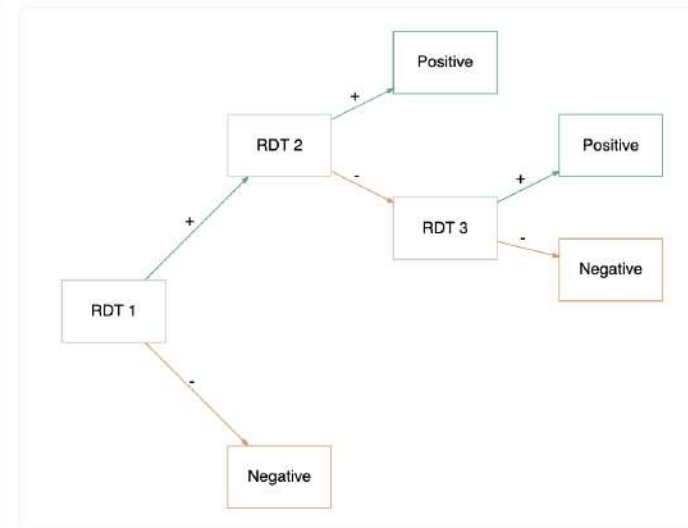 Positive
+
RDT 2
Positive
-
+
RDT 3
+
-
Negative
RDT 1
-
Negative